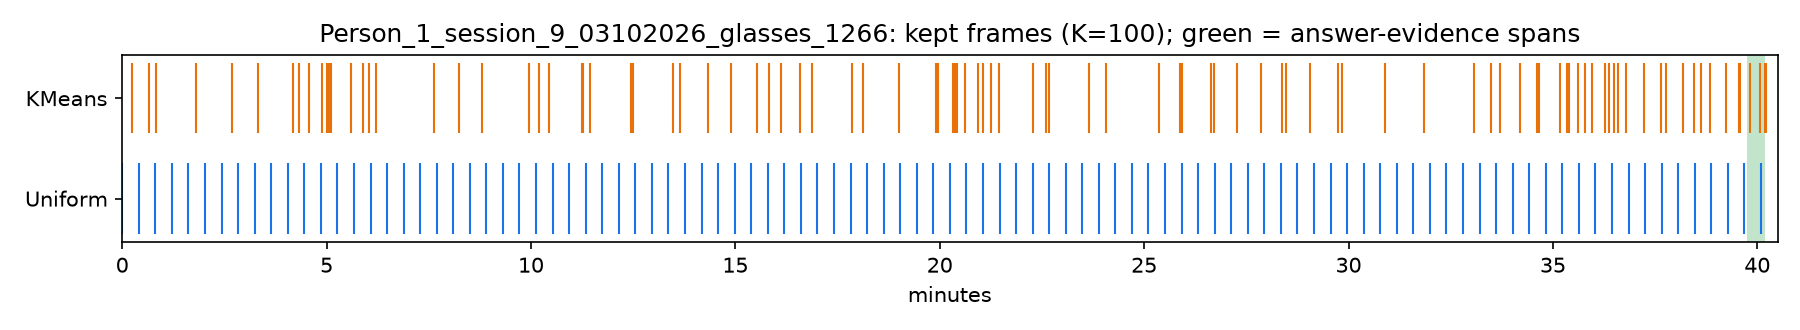 Person_1_session_9_03102026_glasses_1266: kept frames (K=100); green = answer-evidence spans
KMeans
Uniform
0 5 10 15 20 25 30 35 40
minutes